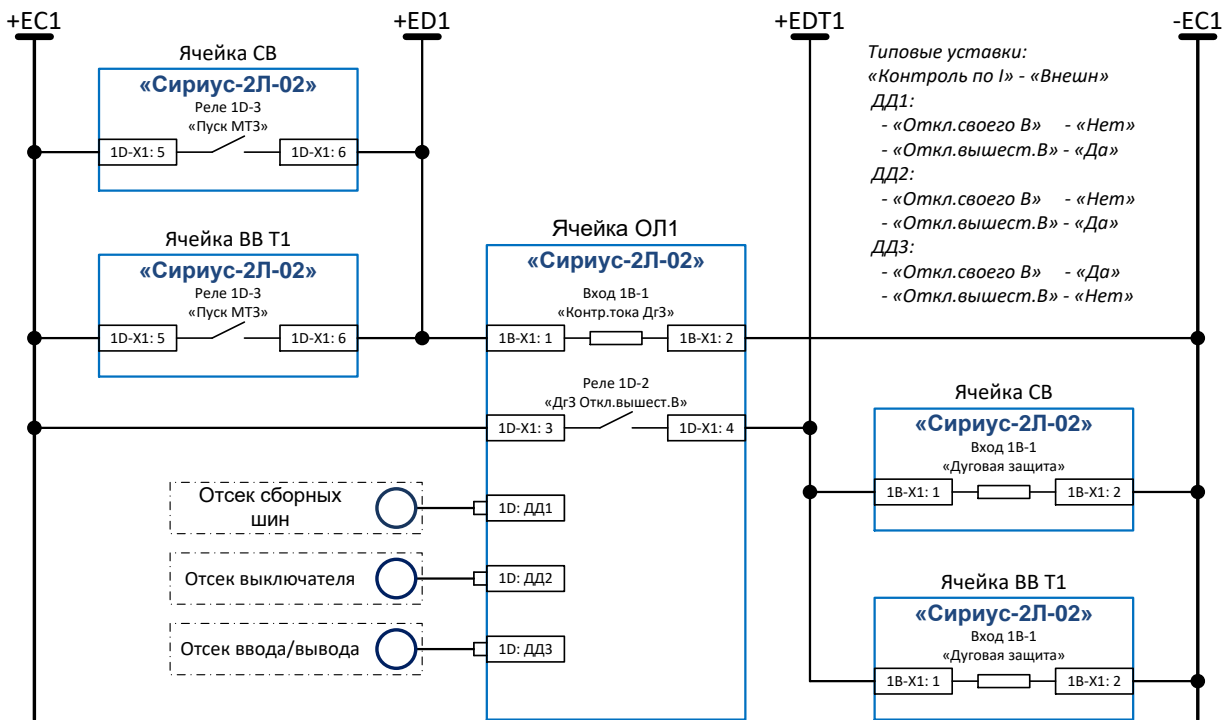 +EC1
+ED1
+EDT1
-EC1
Ячейка СВ
«Сириус-2Л-02»
Реле 1D-3
«Пуск МТЗ»
1D-X1: 5
1D-X1: 6
Ячейка ВВ Т1
«Сириус-2Л-02»
Реле 1D-3
«Пуск МТЗ»
1D-X1: 5
1D-X1: 6
Ячейка ОЛ1
«Сириус-2Л-02»
Вход 1В-1
«Контр.тока ДгЗ»
1В-X1: 1
1В-X1: 2
Реле 1D-2
«ДгЗ Откл.вышест.В»
1D-X1: 3
1D-X1: 4
Отсек сборных
шин
1D: ДД1
Отсек выключателя
1D: ДД2
Отсек ввода/вывода
1D: ДД3
Типовые уставки:
«Контроль по I» - «Внешн»
ДД1:
- «Откл.своего В» - «Нет»
- «Откл.вышест.В» - «Да»
ДД2:
- «Откл.своего В» - «Нет»
- «Откл.вышест.В» - «Да»
ДД3:
- «Откл.своего В» - «Да»
- «Откл.вышест.В» - «Нет»
Ячейка СВ
«Сириус-2Л-02»
Вход 1В-1
«Дуговая защита»
1В-X1: 1
1В-X1: 2
Ячейка ВВ Т1
«Сириус-2Л-02»
Вход 1В-1
«Дуговая защита»
1В-X1: 1
1В-X1: 2